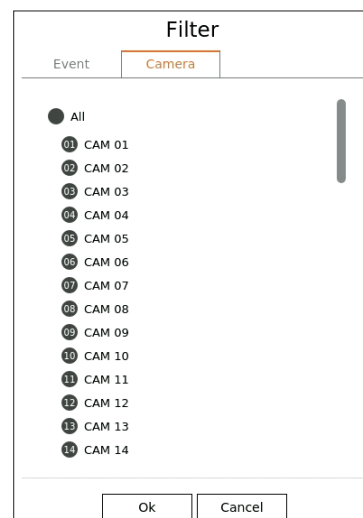 Filter
Event Camera
All
01 CAM 01
02 CAM 02
03 CAM 03
04 CAM 04
05 CAM 05
06 CAM 06
07 CAM 07
08 CAM 08
09 CAM 09
10 CAM 10
11 CAM 11
12 CAM 12
13 CAM 13
14 CAM 14
Ok Cancel